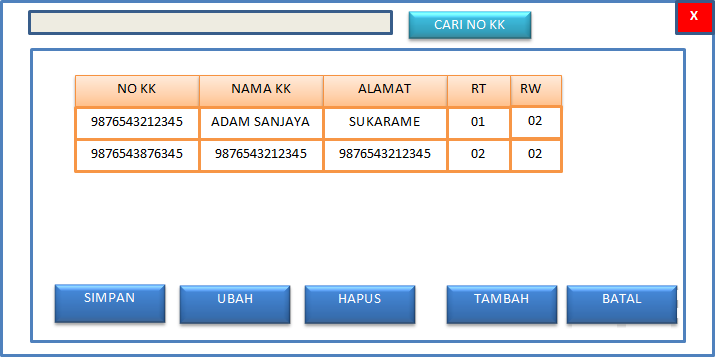 CARI NO KK X
NO KK NAMA KK ALAMAT RT RW
9876543212345 ADAM SANJAYA SUKARAME 01 02
9876543876345 9876543212345 9876543212345 02 02
SIMPAN UBAH HAPUS TAMBAH BATAL